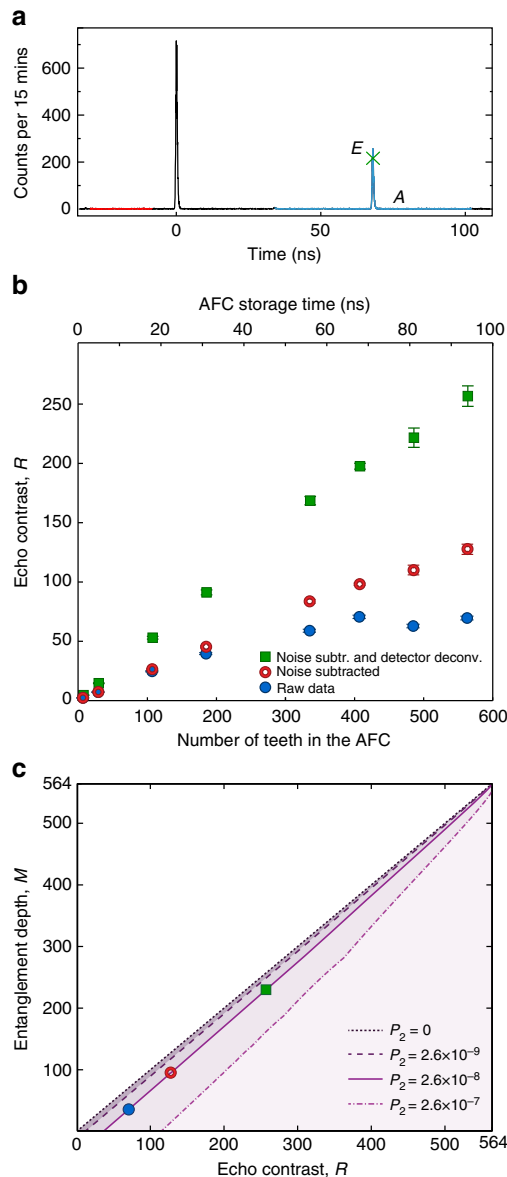 a
Counts per 15 mins
600
400
200
0
E
A
0
50
100
Time (ns)
b
AFC storage time (ns)
0
20
40
60
80
100
Echo contrast, R
250
200
150
100
50
0
Noise subtr. and detector deconv.
Noise subtracted
Raw data
0
100
200
300
400
500
600
Number of teeth in the AFC
c
Entanglement depth, M
564
500
400
300
200
100
P₂ = 0
P₂ = 2.6×10⁻⁹
P₂ = 2.6×10⁻⁸
P₂ = 2.6×10⁻⁷
0
100
200
300
400
500
564
Echo contrast, R